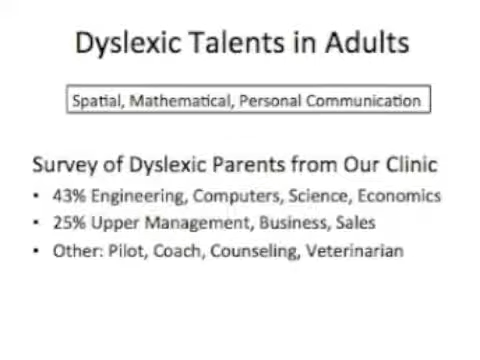 Dyslexic Talents in Adults
Spatial, Mathematical, Personal Communication
Survey of Dyslexic Parents from Our Clinic
• 43% Engineering, Computers, Science, Economics
• 25% Upper Management, Business, Sales
• Other: Pilot, Coach, Counseling, Veterinarian